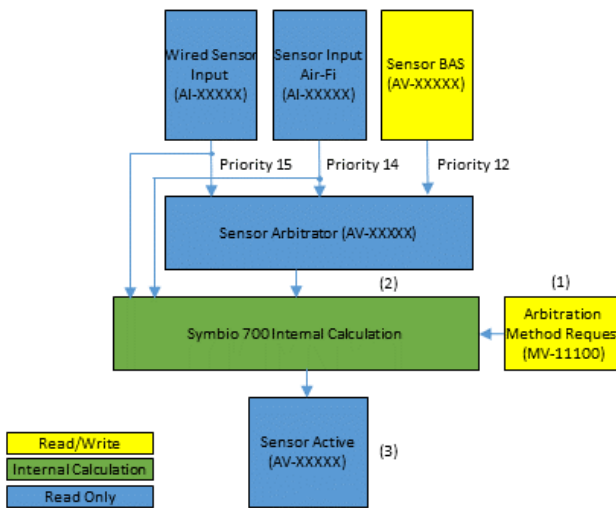 Wired Sensor
Input
(AI-XXXXX)
Sensor Input
Air-Fi
(AI-XXXXX)
Sensor BAS
(AV-XXXXX)
Priority 15
Priority 14
Priority 12
Sensor Arbitrator (AV-XXXXX)
(2)
(1)
Symbio 700 Internal Calculation
Arbitration
Method Reques
(MV-11100)
Sensor Active
(AV-XXXXX)
(3)
Read/Write
Internal Calculation
Read Only